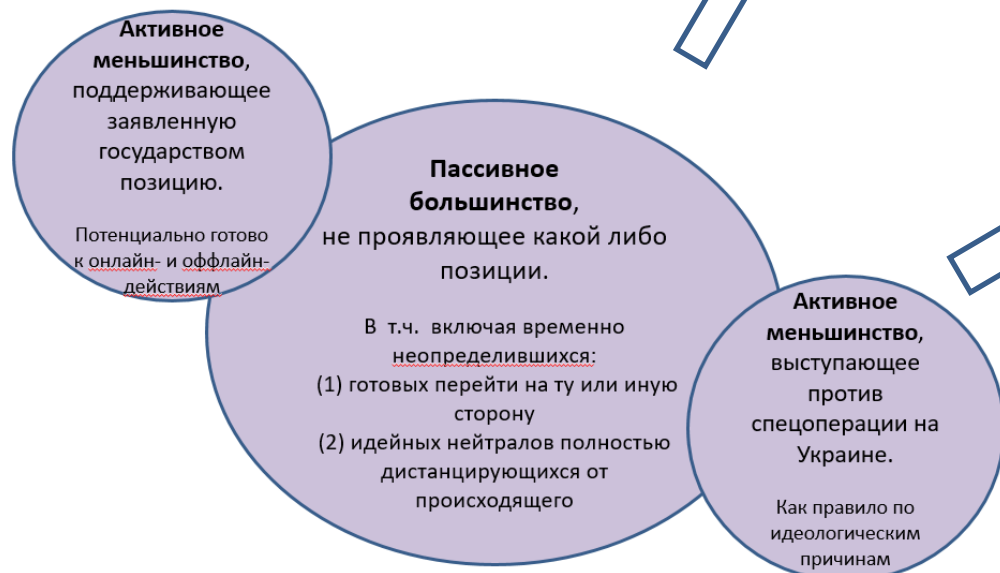 Активное
меньшинство,
поддерживающее
заявленную
государством
позицию.
Потенциально готово
к онлайн- и оффлайн-
действиям
Пассивное
большинство,
не проявляющее какой либо
позиции.
В т.ч. включая временно
неопределившихся:
(1) готовых перейти на ту или иную
сторону
(2) идейных нейтралов полностью
дистанцирующихся от
происходящего
Активное
меньшинство,
выступающее
против
спецоперации на
Украине.
Как правило по
идеологическим
причинам